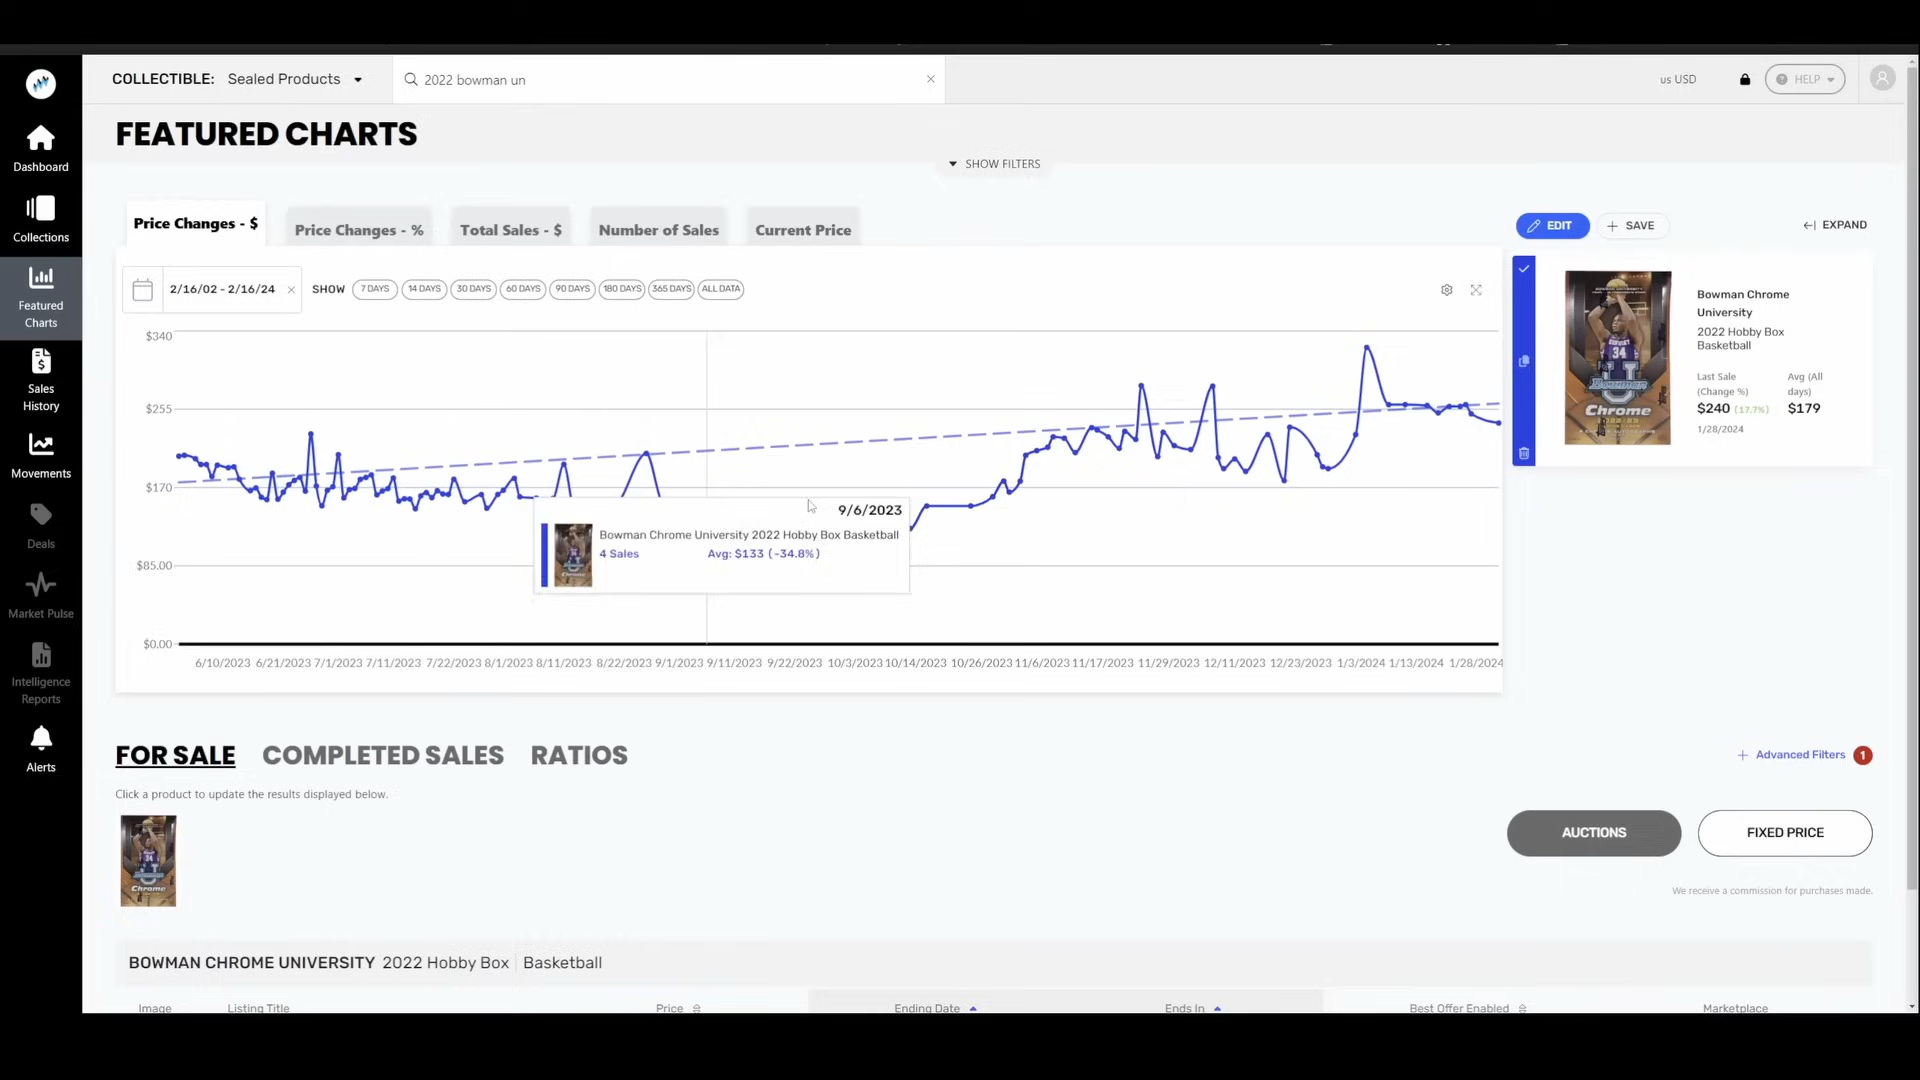 COLLECTIBLE: Sealed Products
2022 bowman un
us USD
HELP
FEATURED CHARTS
SHOW FILTERS
Dashboard
Collections
Featured
Charts
Sales
History
Movements
Deals
Market Pulse
Intelligence
Reports
Alerts
Price Changes - $
Price Changes - %
Total Sales - $
Number of Sales
Current Price
EDIT
SAVE
EXPAND
2/16/02 - 2/16/24
SHOW
7 DAYS
14 DAYS
30 DAYS
60 DAYS
90 DAYS
180 DAYS
365 DAYS
ALL DATA
$340
$255
$170
$85.00
$0.00
9/6/2023
Bowman Chrome University 2022 Hobby Box Basketball
4 Sales
Avg: $133 (-34.8%)
6/10/2023 6/21/2023 7/1/2023 7/11/2023 7/22/2023 8/1/2023 8/11/2023 8/22/2023 9/1/2023 9/11/2023 9/22/2023 10/3/2023 10/14/2023 10/26/2023 11/6/2023 11/17/2023 11/29/2023 12/11/2023 12/23/2023 1/3/2024 1/13/2024 1/28/2024
34
Bowman
Chrome
Bowman Chrome
University
2022 Hobby Box
Basketball
Last Sale
(Change %)
$240 (17.7%)
1/28/2024
Avg (All
days)
$179
FOR SALE
COMPLETED SALES
RATIOS
Advanced Filters
1
Click a product to update the results displayed below.
34
Chrome
AUCTIONS
FIXED PRICE
We receive a commission for purchases made.
BOWMAN CHROME UNIVERSITY 2022 Hobby Box | Basketball
Image
Listing Title
Price
Ending Date
Ends In
Best Offer Enabled
Marketplace